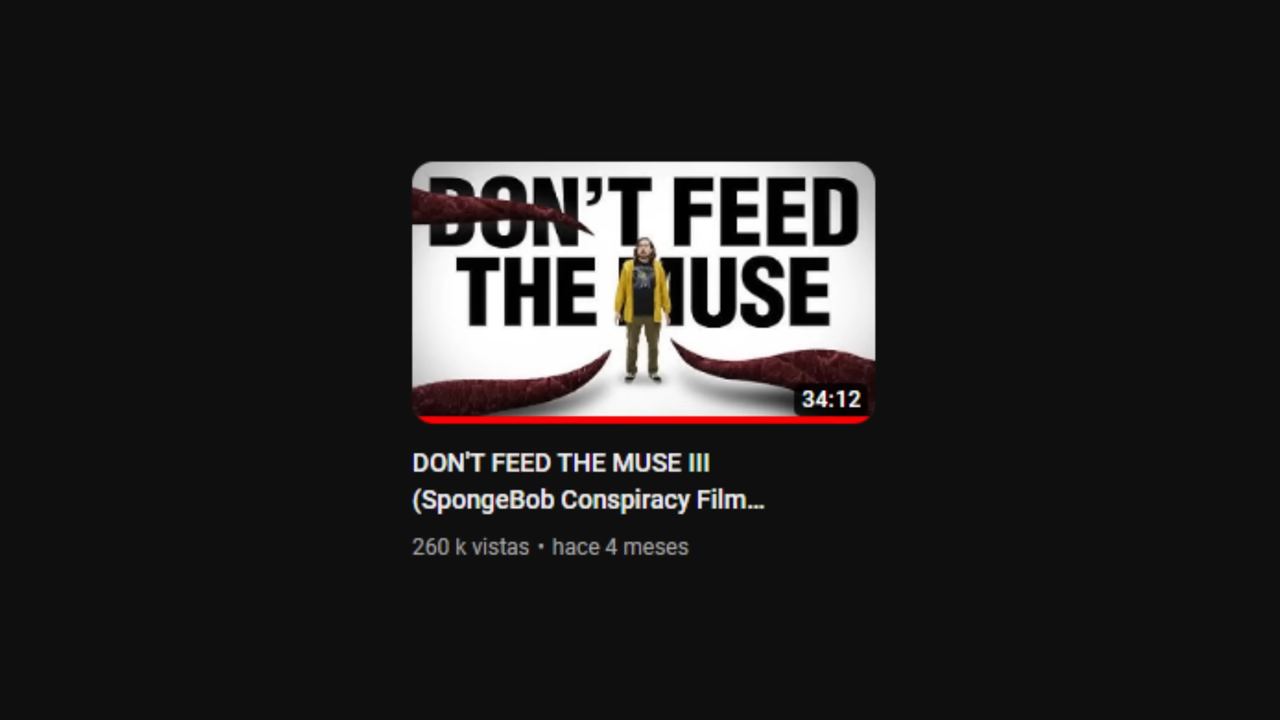 DON’T FEED
THE MUSE
34:12
DON'T FEED THE MUSE III
(SpongeBob Conspiracy Film...
260 k vistas • hace 4 meses